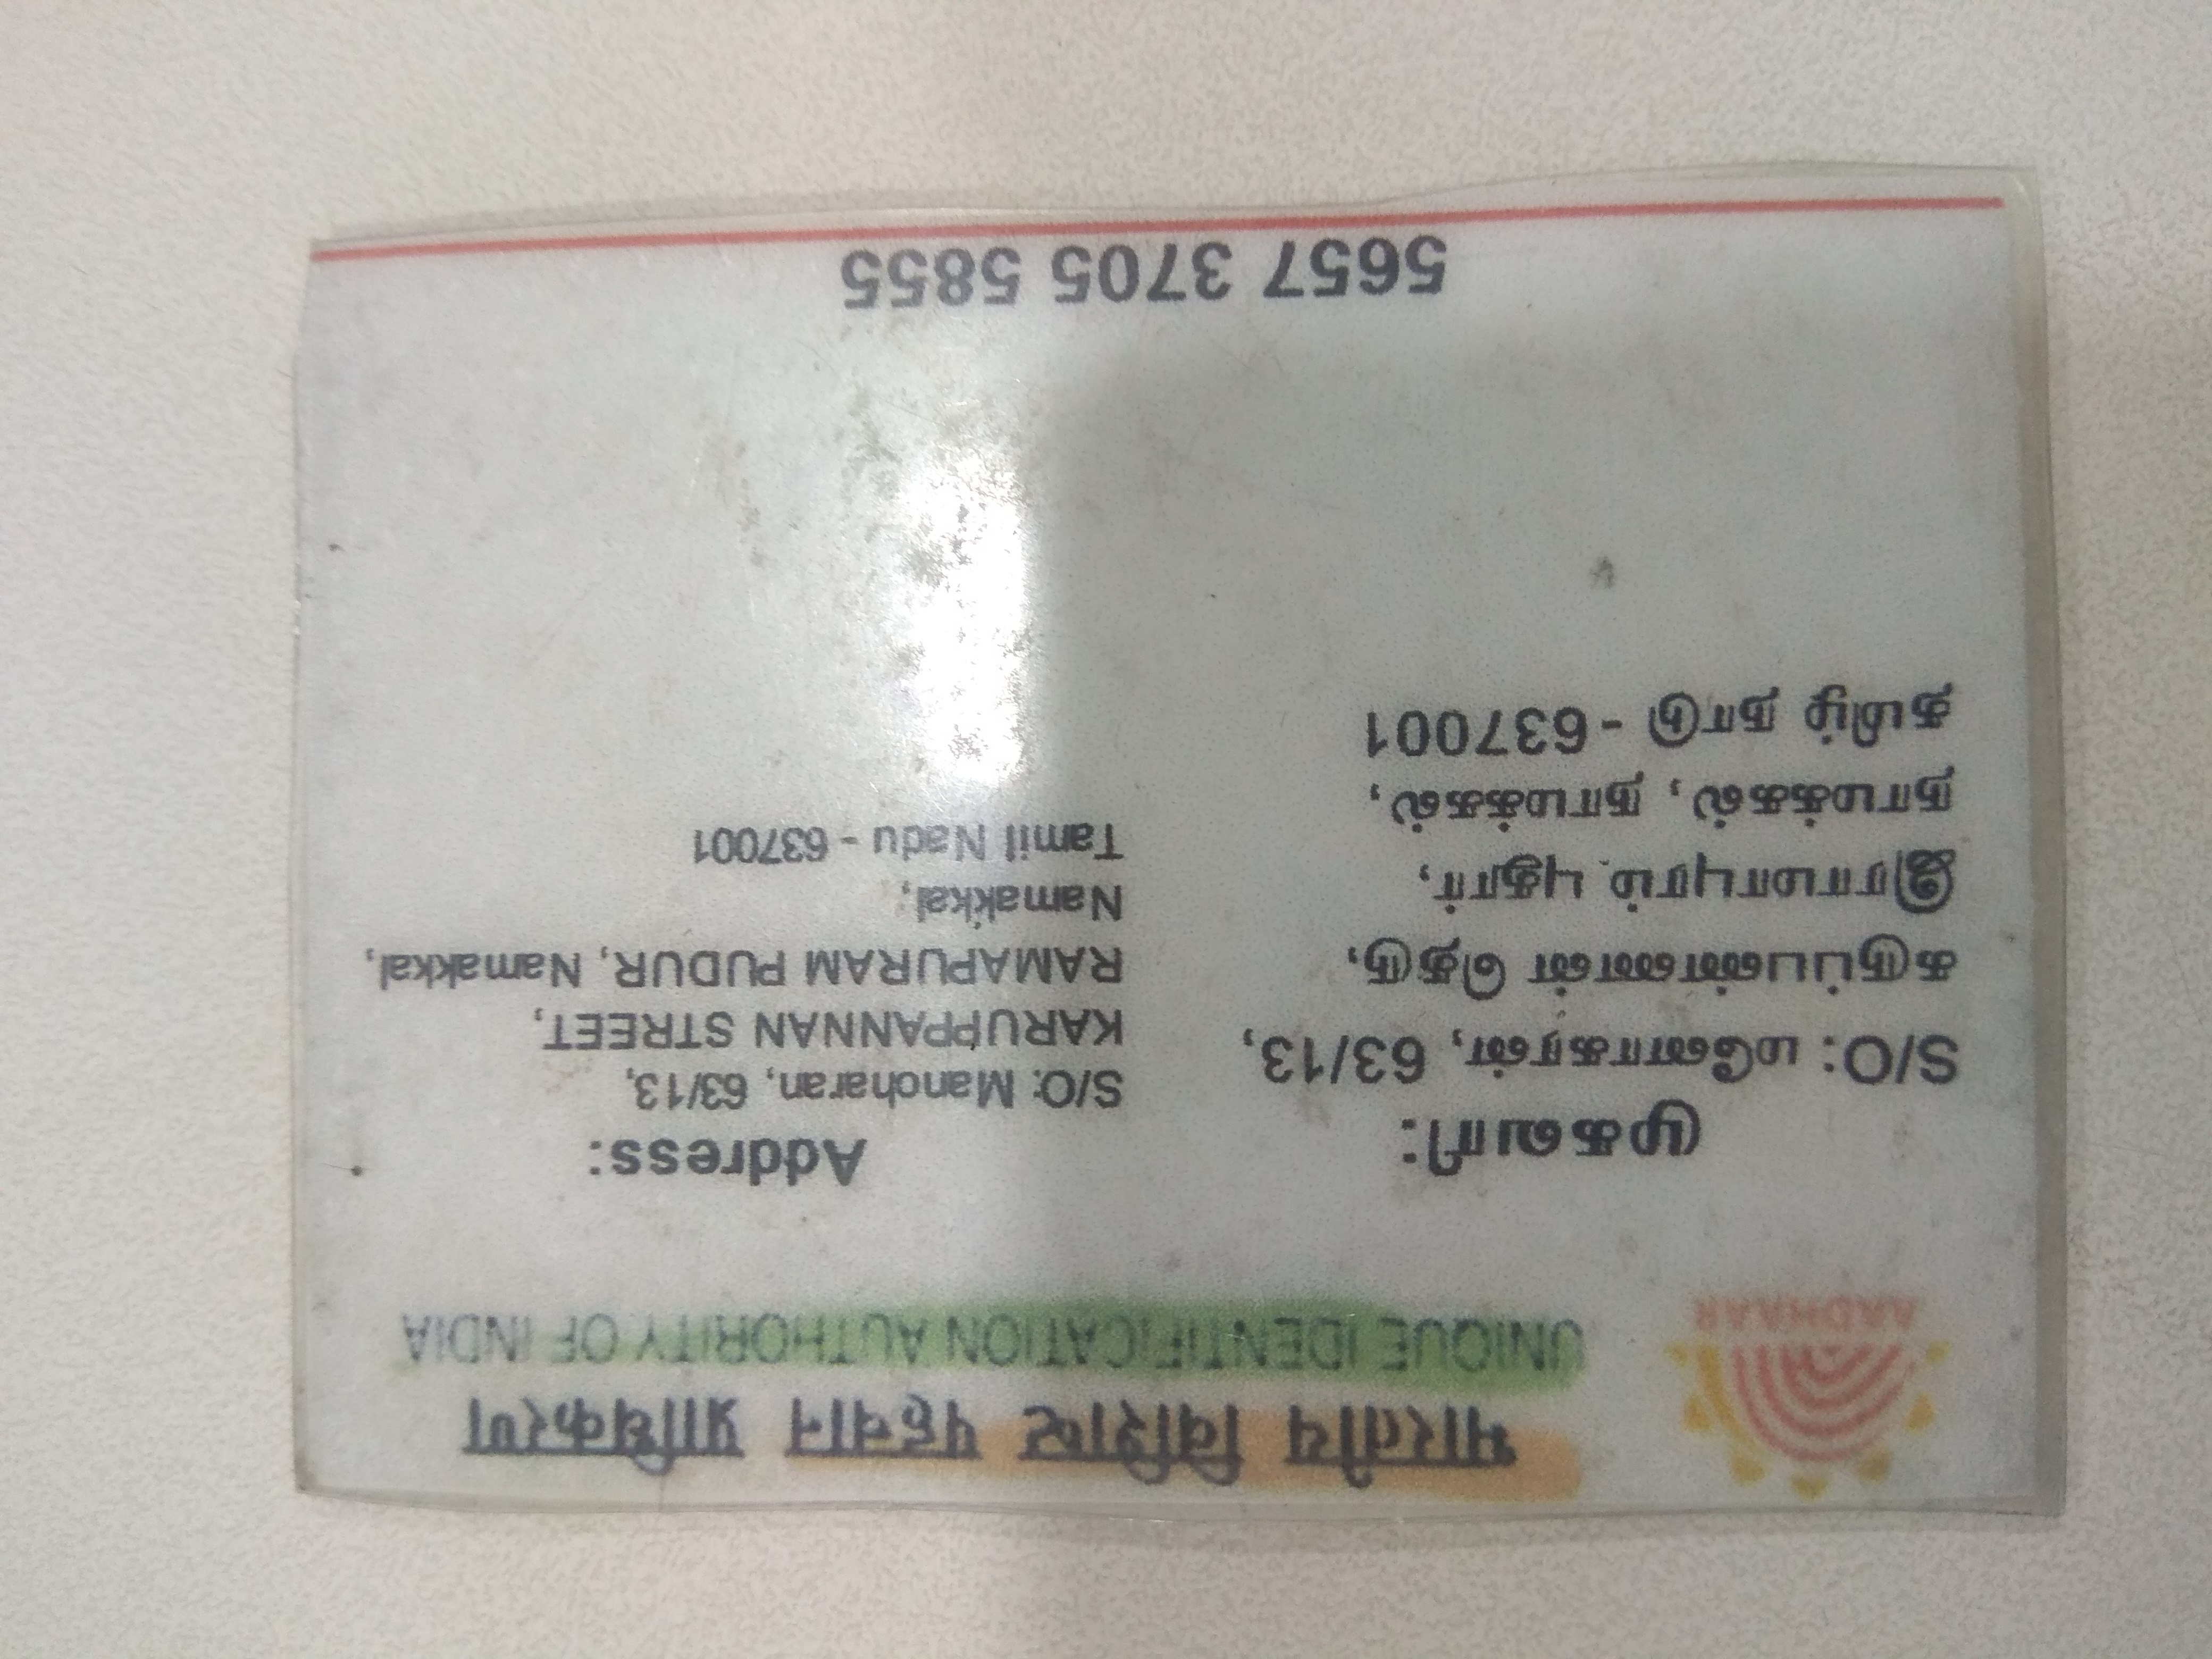 भारतीय विशिष्ट पहचान प्राधिकरण
UNIQUE IDENTIFICATION AUTHORITY OF INDIA
AADHAAR
முகவரி:
S/O: மனோகரன், 63/13,
கருப்பண்ணன் தெரு,
இராமாபுரம் புதூர்,
நாமக்கல், நாமக்கல்,
தமிழ் நாடு - 637001
Address:
S/O: Manoharan, 63/13,
KARUPPANNAN STREET,
RAMAPURAM PUDUR, Namakkal,
Namakkal,
Tamil Nadu - 637001
5657 3705 5855